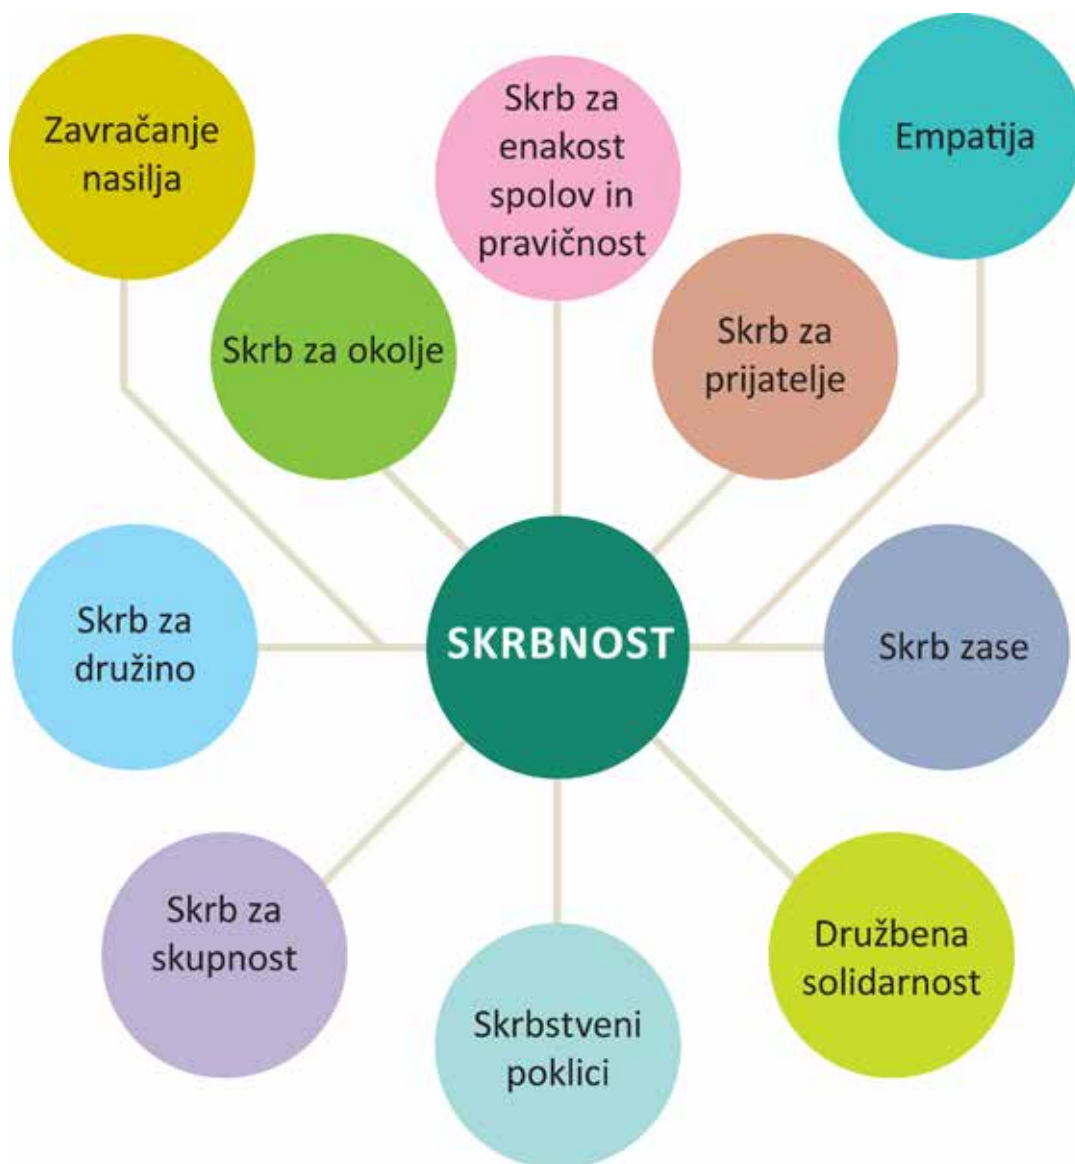 Zavračanje
nasilja
Skrb za
enakost
spolov in
pravičnost
Empatija
Skrb za okolje
Skrb za
prijatelje
Skrb za
družino
SKRBNOST
Skrb zase
Skrb za
skupnost
Skrbstveni
poklici
Družbena
solidarnost